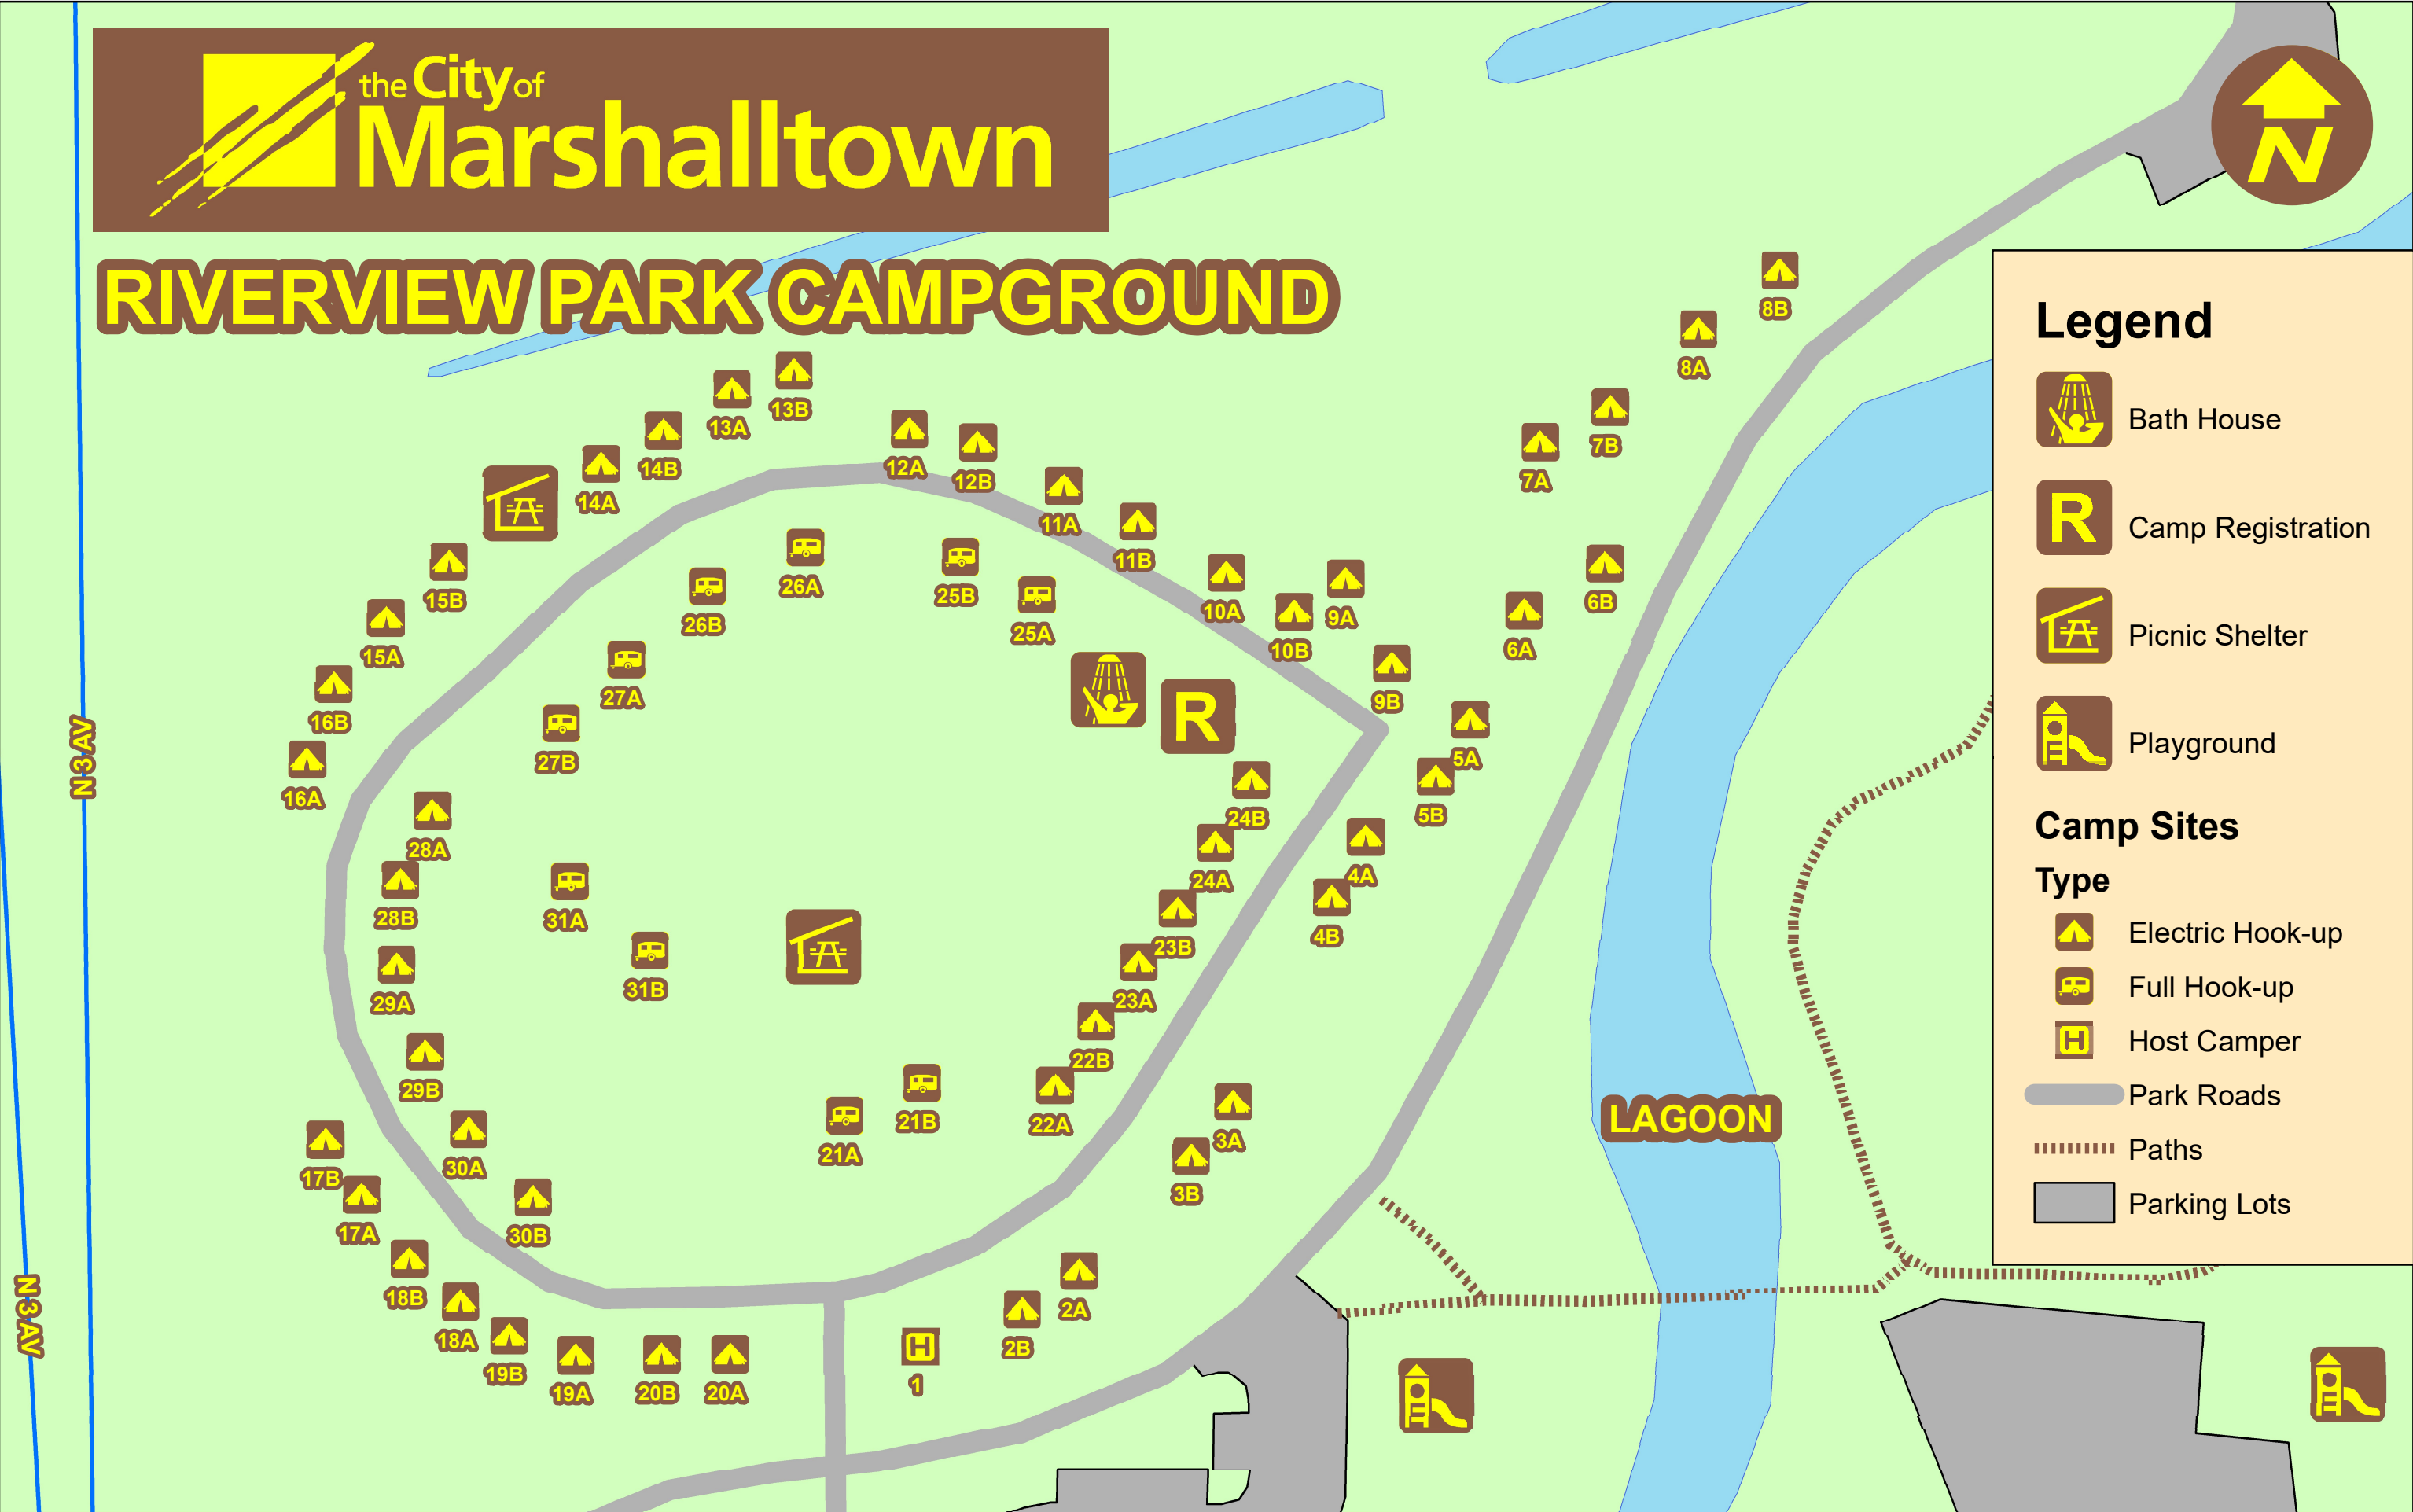 the City of
Marshalltown
RIVERVIEW PARK CAMPGROUND
N
8B
8A
7B
7A
13B
13A
14B
14A
12A
12B
11A
11B
10A
10B
9A
9B
6B
6A
5A
5B
4A
4B
15B
15A
16B
16A
26A
26B
25B
25A
27A
27B
R
24B
24A
23B
23A
22B
22A
28A
28B
29A
29B
30A
30B
31A
31B
21B
21A
3A
3B
17B
17A
18B
18A
19B
19A
20B
20A
H
1
2A
2B
N 3 AV
N 3 AV
LAGOON
Legend
Bath House
R Camp Registration
Picnic Shelter
Playground
Camp Sites
Type
Electric Hook-up
Full Hook-up
H Host Camper
Park Roads
Paths
Parking Lots